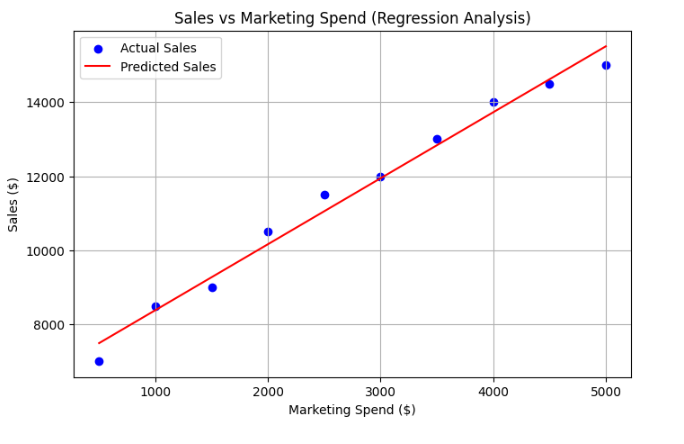 Sales vs Marketing Spend (Regression Analysis)
Actual Sales
Predicted Sales
14000
12000
10000
8000
Sales ($)
1000
2000
3000
4000
5000
Marketing Spend ($)